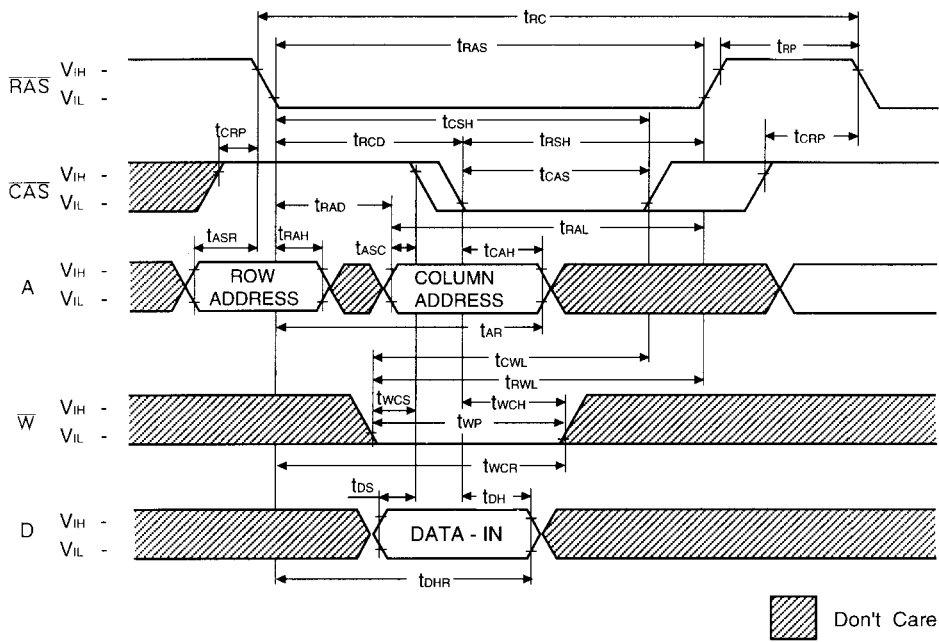 tRC
tRAS
tRP
RAS VIH -
VIL -
tCSH
tCRP tRCD tRSH tCRP
CAS VIH -
VIL -
tCAS
tRAD
tRAL
tASR tRAH tASC tCAH
A VIH -
VIL -
ROW ADDRESS
COLUMN ADDRESS
tAR
tCWL
tRWL
tWCS tWCH
W VIH -
VIL -
tWP
tWCR
tDS tDH
D VIH -
VIL -
DATA - IN
tDHR
Don't Care